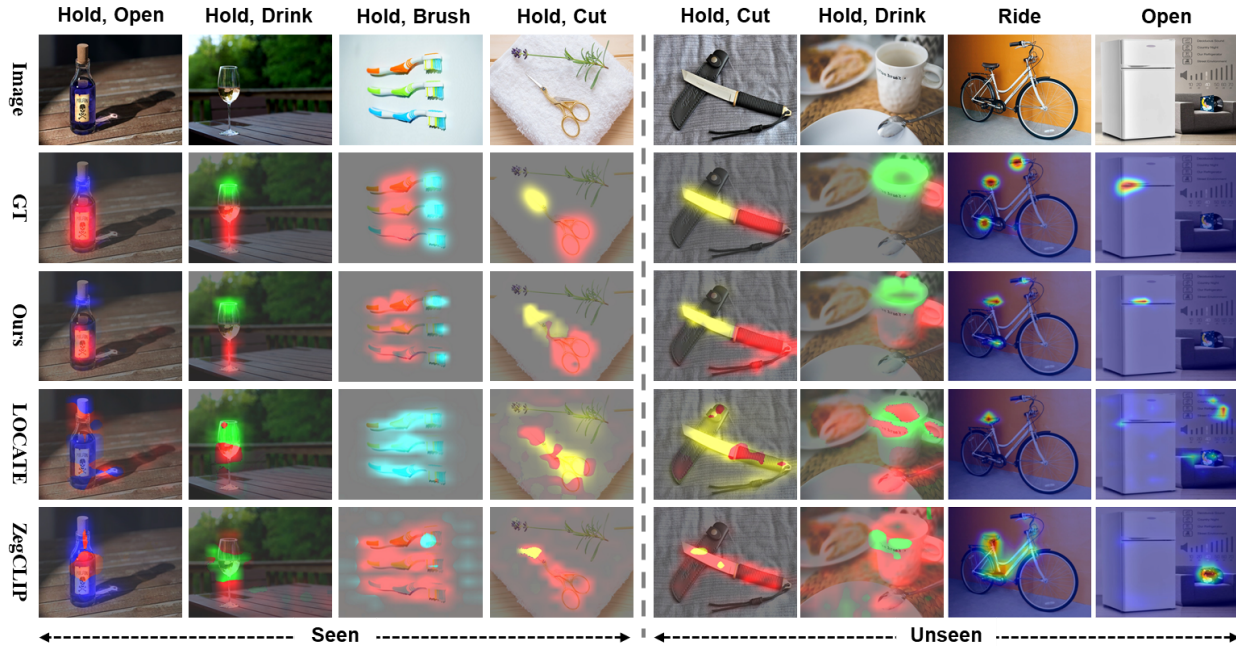 Hold, Open Hold, Drink Hold, Brush Hold, Cut Hold, Cut Hold, Drink Ride Open
Image
GT
Ours
LOCATE
ZegCLIP
Seen Unseen